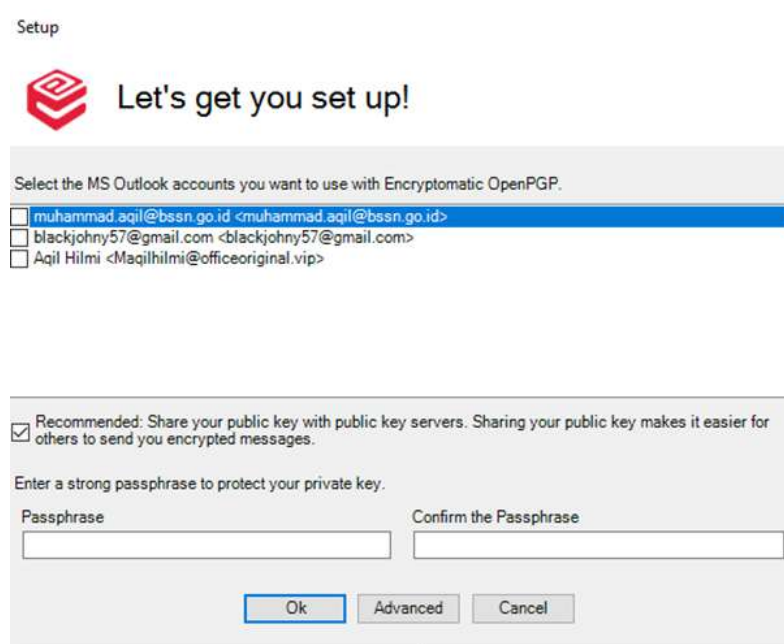 Setup
Let's get you set up!
Select the MS Outlook accounts you want to use with Encryptomatic OpenPGP.
muhammad.aqil@bssn.go.id <muhammad.aqil@bssn.go.id>
blackjohny57@gmail.com <blackjohny57@gmail.com>
Aqil Hilmi <Maqilhilmi@officeoriginal.vip>
Recommended: Share your public key with public key servers. Sharing your public key makes it easier for
others to send you encrypted messages.
Enter a strong passphrase to protect your private key.
Passphrase Confirm the Passphrase
Ok Advanced Cancel